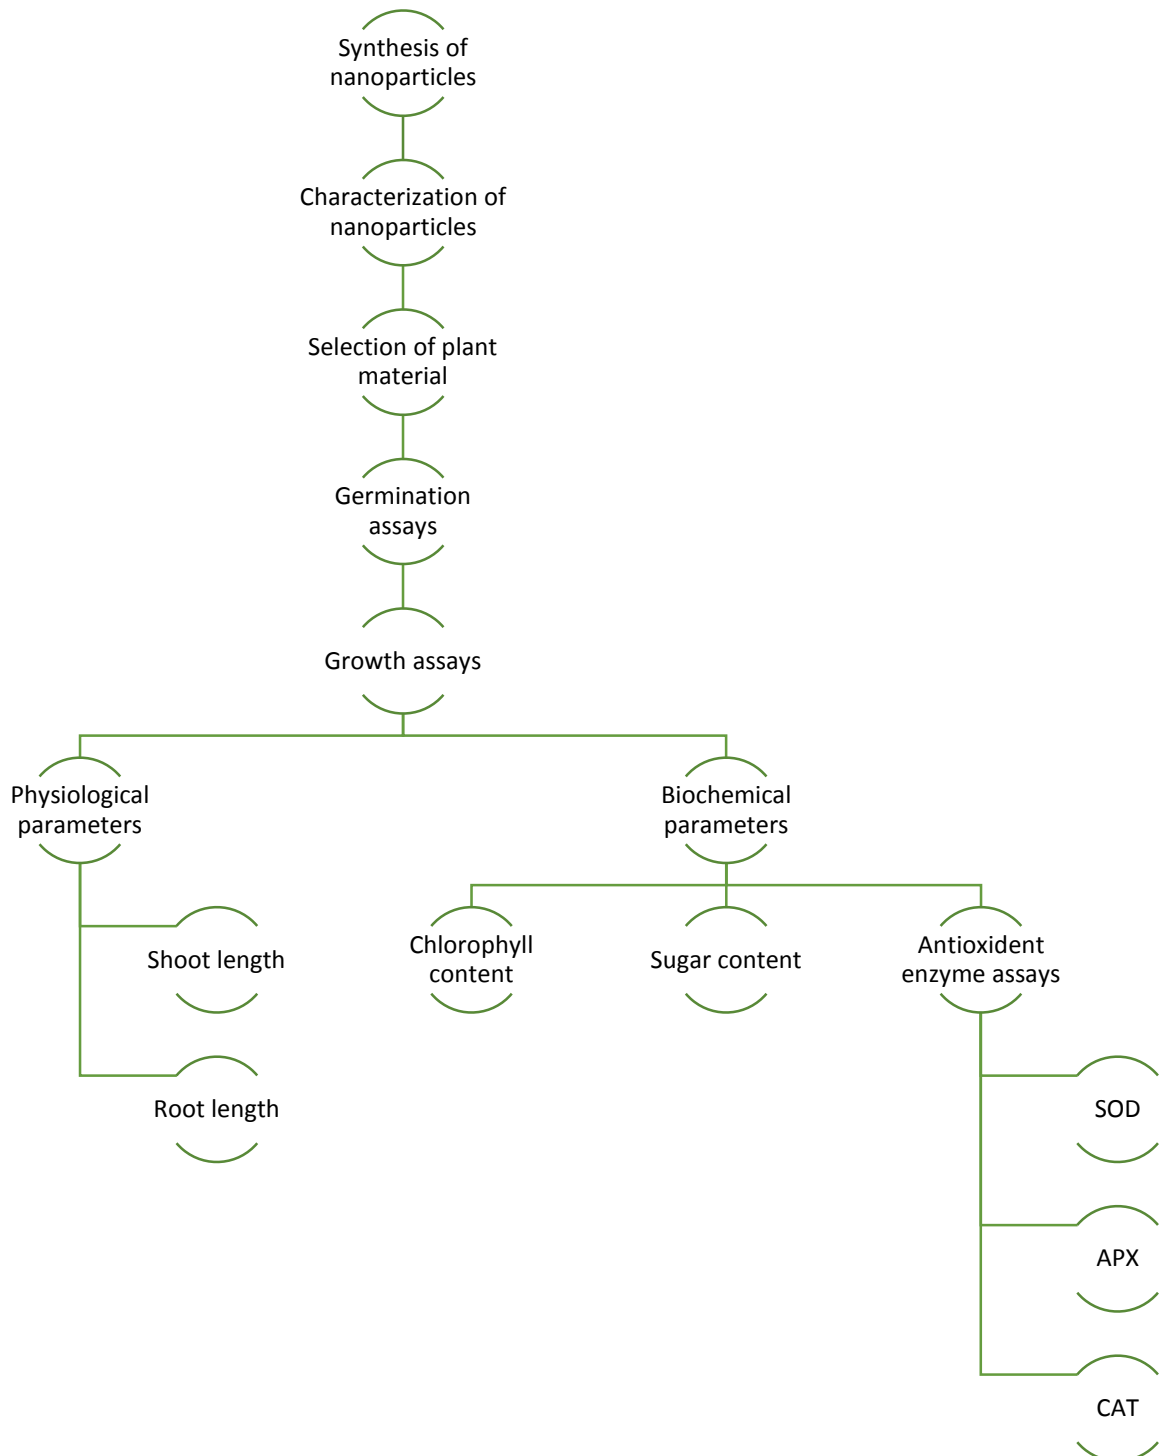 Synthesis of
nanoparticles
Characterization of
nanoparticles
Selection of plant
material
Germination
assays
Growth assays
Physiological
parameters
Biochemical
parameters
Shoot length
Root length
Chlorophyll
content
Sugar content
Antioxident
enzyme assays
SOD
APX
CAT